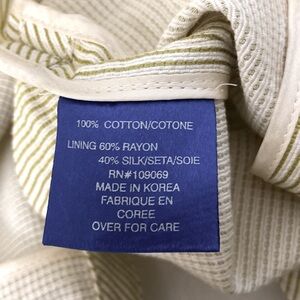 100% COTTON/COTONE
LINING 60% RAYON
40% SILK/SETA/SOIE
RN#109069
MADE IN KOREA
FABRIQUE EN
COREE
OVER FOR CARE